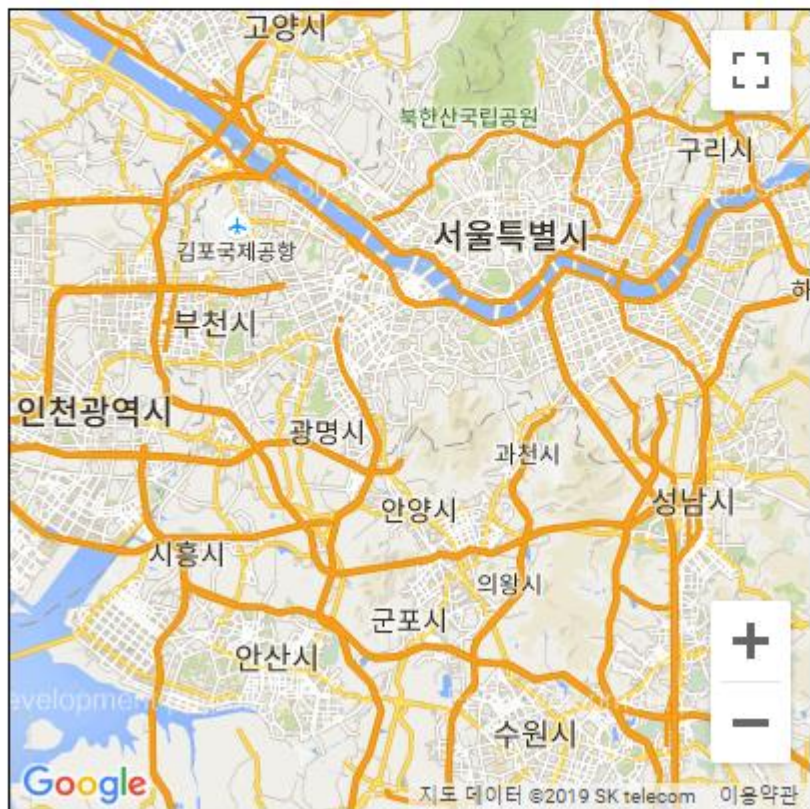 고양시
북한산국립공원
구리시
서울특별시
김포국제공항
하
부천시
인천광역시
광명시
과천시
안양시
성남시
시흥시
의왕시
군포시
안산시
수원시
Google
지도 데이터 ©2019 SK telecom 이용약관